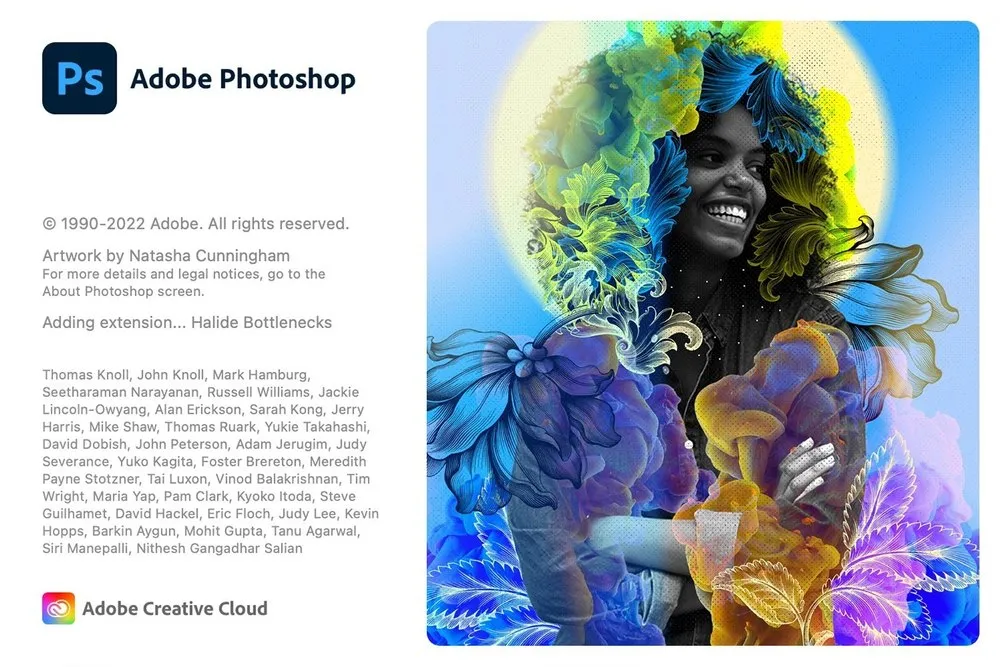 Ps Adobe Photoshop
© 1990-2022 Adobe. All rights reserved.
Artwork by Natasha Cunningham
For more details and legal notices, go to the
About Photoshop screen.
Adding extension... Halide Bottlenecks
Thomas Knoll, John Knoll, Mark Hamburg,
Seetharaman Narayanan, Russell Williams, Jackie
Lincoln-Owyang, Alan Erickson, Sarah Kong, Jerry
Harris, Mike Shaw, Thomas Ruark, Yukie Takahashi,
David Dobish, John Peterson, Adam Jerugim, Judy
Severance, Yuko Kagita, Foster Brereton, Meredith
Payne Stotzner, Tai Luxon, Vinod Balakrishnan, Tim
Wright, Maria Yap, Pam Clark, Kyoko Itoda, Steve
Guilhamet, David Hackel, Eric Floch, Judy Lee, Kevin
Hopps, Barkin Aygun, Mohit Gupta, Tanu Agarwal,
Siri Manepalli, Nithesh Gangadhar Salian
Adobe Creative Cloud